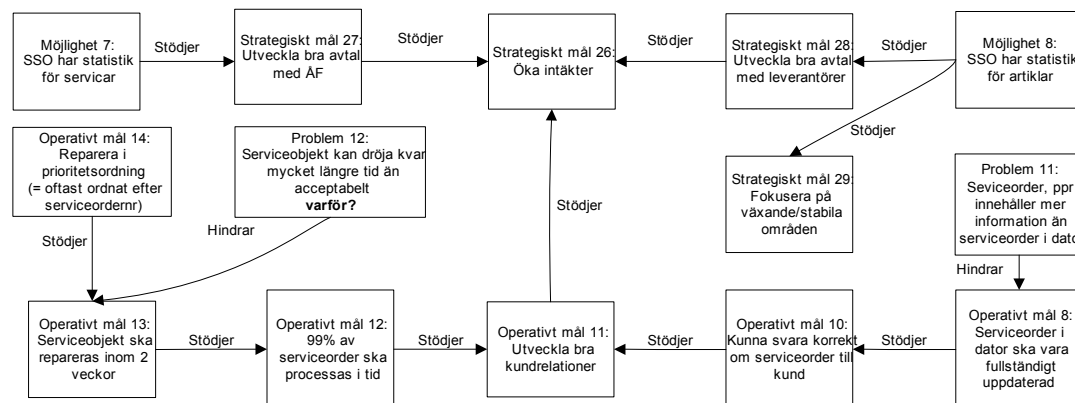 Möjlighet 7:
SSO har statistik
för servicar
Stödjer
Strategiskt mål 27:
Utveckla bra avtal
med ÅF
Stödjer
Strategiskt mål 26:
Öka intäkter
Stödjer
Strategiskt mål 28:
Utveckla bra avtal
med leverantörer
Stödjer
Möjlighet 8:
SSO har statistik
för artiklar
Operativt mål 14:
Reparera i
prioritetsordning
(= oftast ordnat efter
serviceordernr)
Problem 12:
Serviceobjekt kan dröja kvar
mycket längre tid än
acceptabelt
varför?
Stödjer
Strategiskt mål 29:
Fokusera på
växande/stabila
områden
Problem 11:
Seviceorder, ppr
innehåller mer
information än
serviceorder i dato
Stödjer
Hindrar
Stödjer
Hindrar
Operativt mål 13:
Serviceobjekt ska
repareras inom 2
veckor
Stödjer
Operativt mål 12:
99% av
serviceorder ska
processas i tid
Stödjer
Operativt mål 11:
Utveckla bra
kundrelationer
Stödjer
Operativt mål 10:
Kunna svara korrekt
om serviceorder till
kund
Stödjer
Operativt mål 8:
Serviceorder i
dator ska vara
fullständigt
uppdaterad